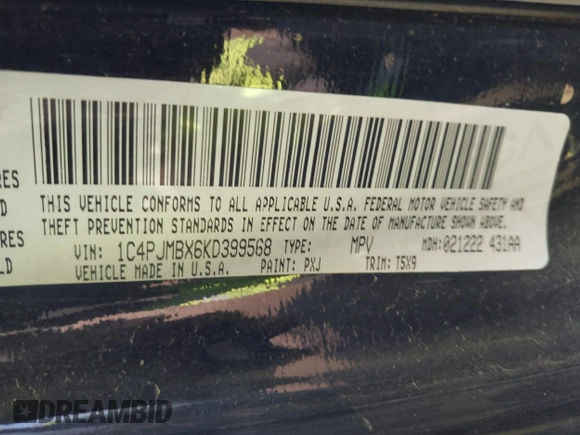 RES
D
RES
LD
THIS VEHICLE CONFORMS TO ALL APPLICABLE U.S.A. FEDERAL MOTOR VEHICLE SAFETY AND
THEFT PREVENTION STANDARDS IN EFFECT ON THE DATE OF MANUFACTURE SHOWN ABOVE.
VIN: 1C4PJMBX6KD399568 TYPE: MPV MDH:021222 431AA
VEHICLE MADE IN U.S.A. PAINT: PXJ TRIM: T5X9
DREAMBID